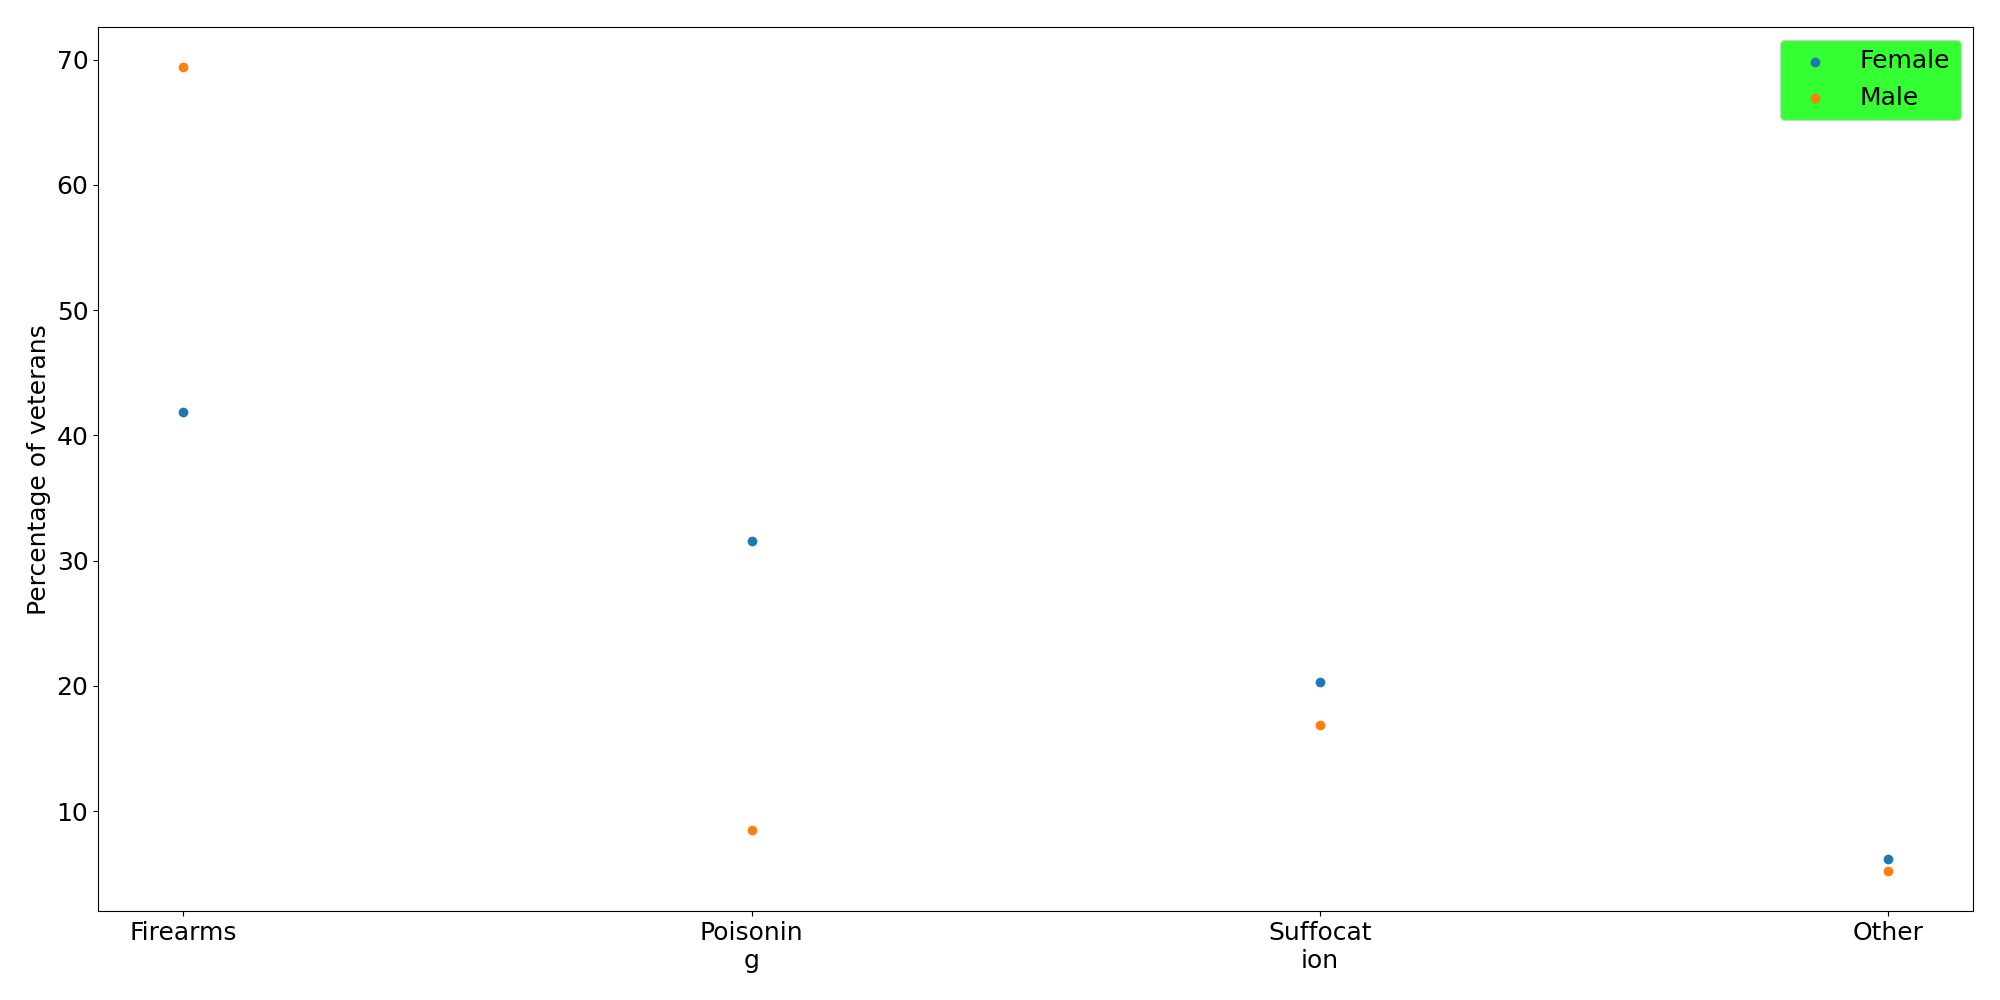 70
60
50
40
30
20
10
Percentage of veterans
Female
Male
Firearms
Poisonin
g
Suffocat
ion
Other